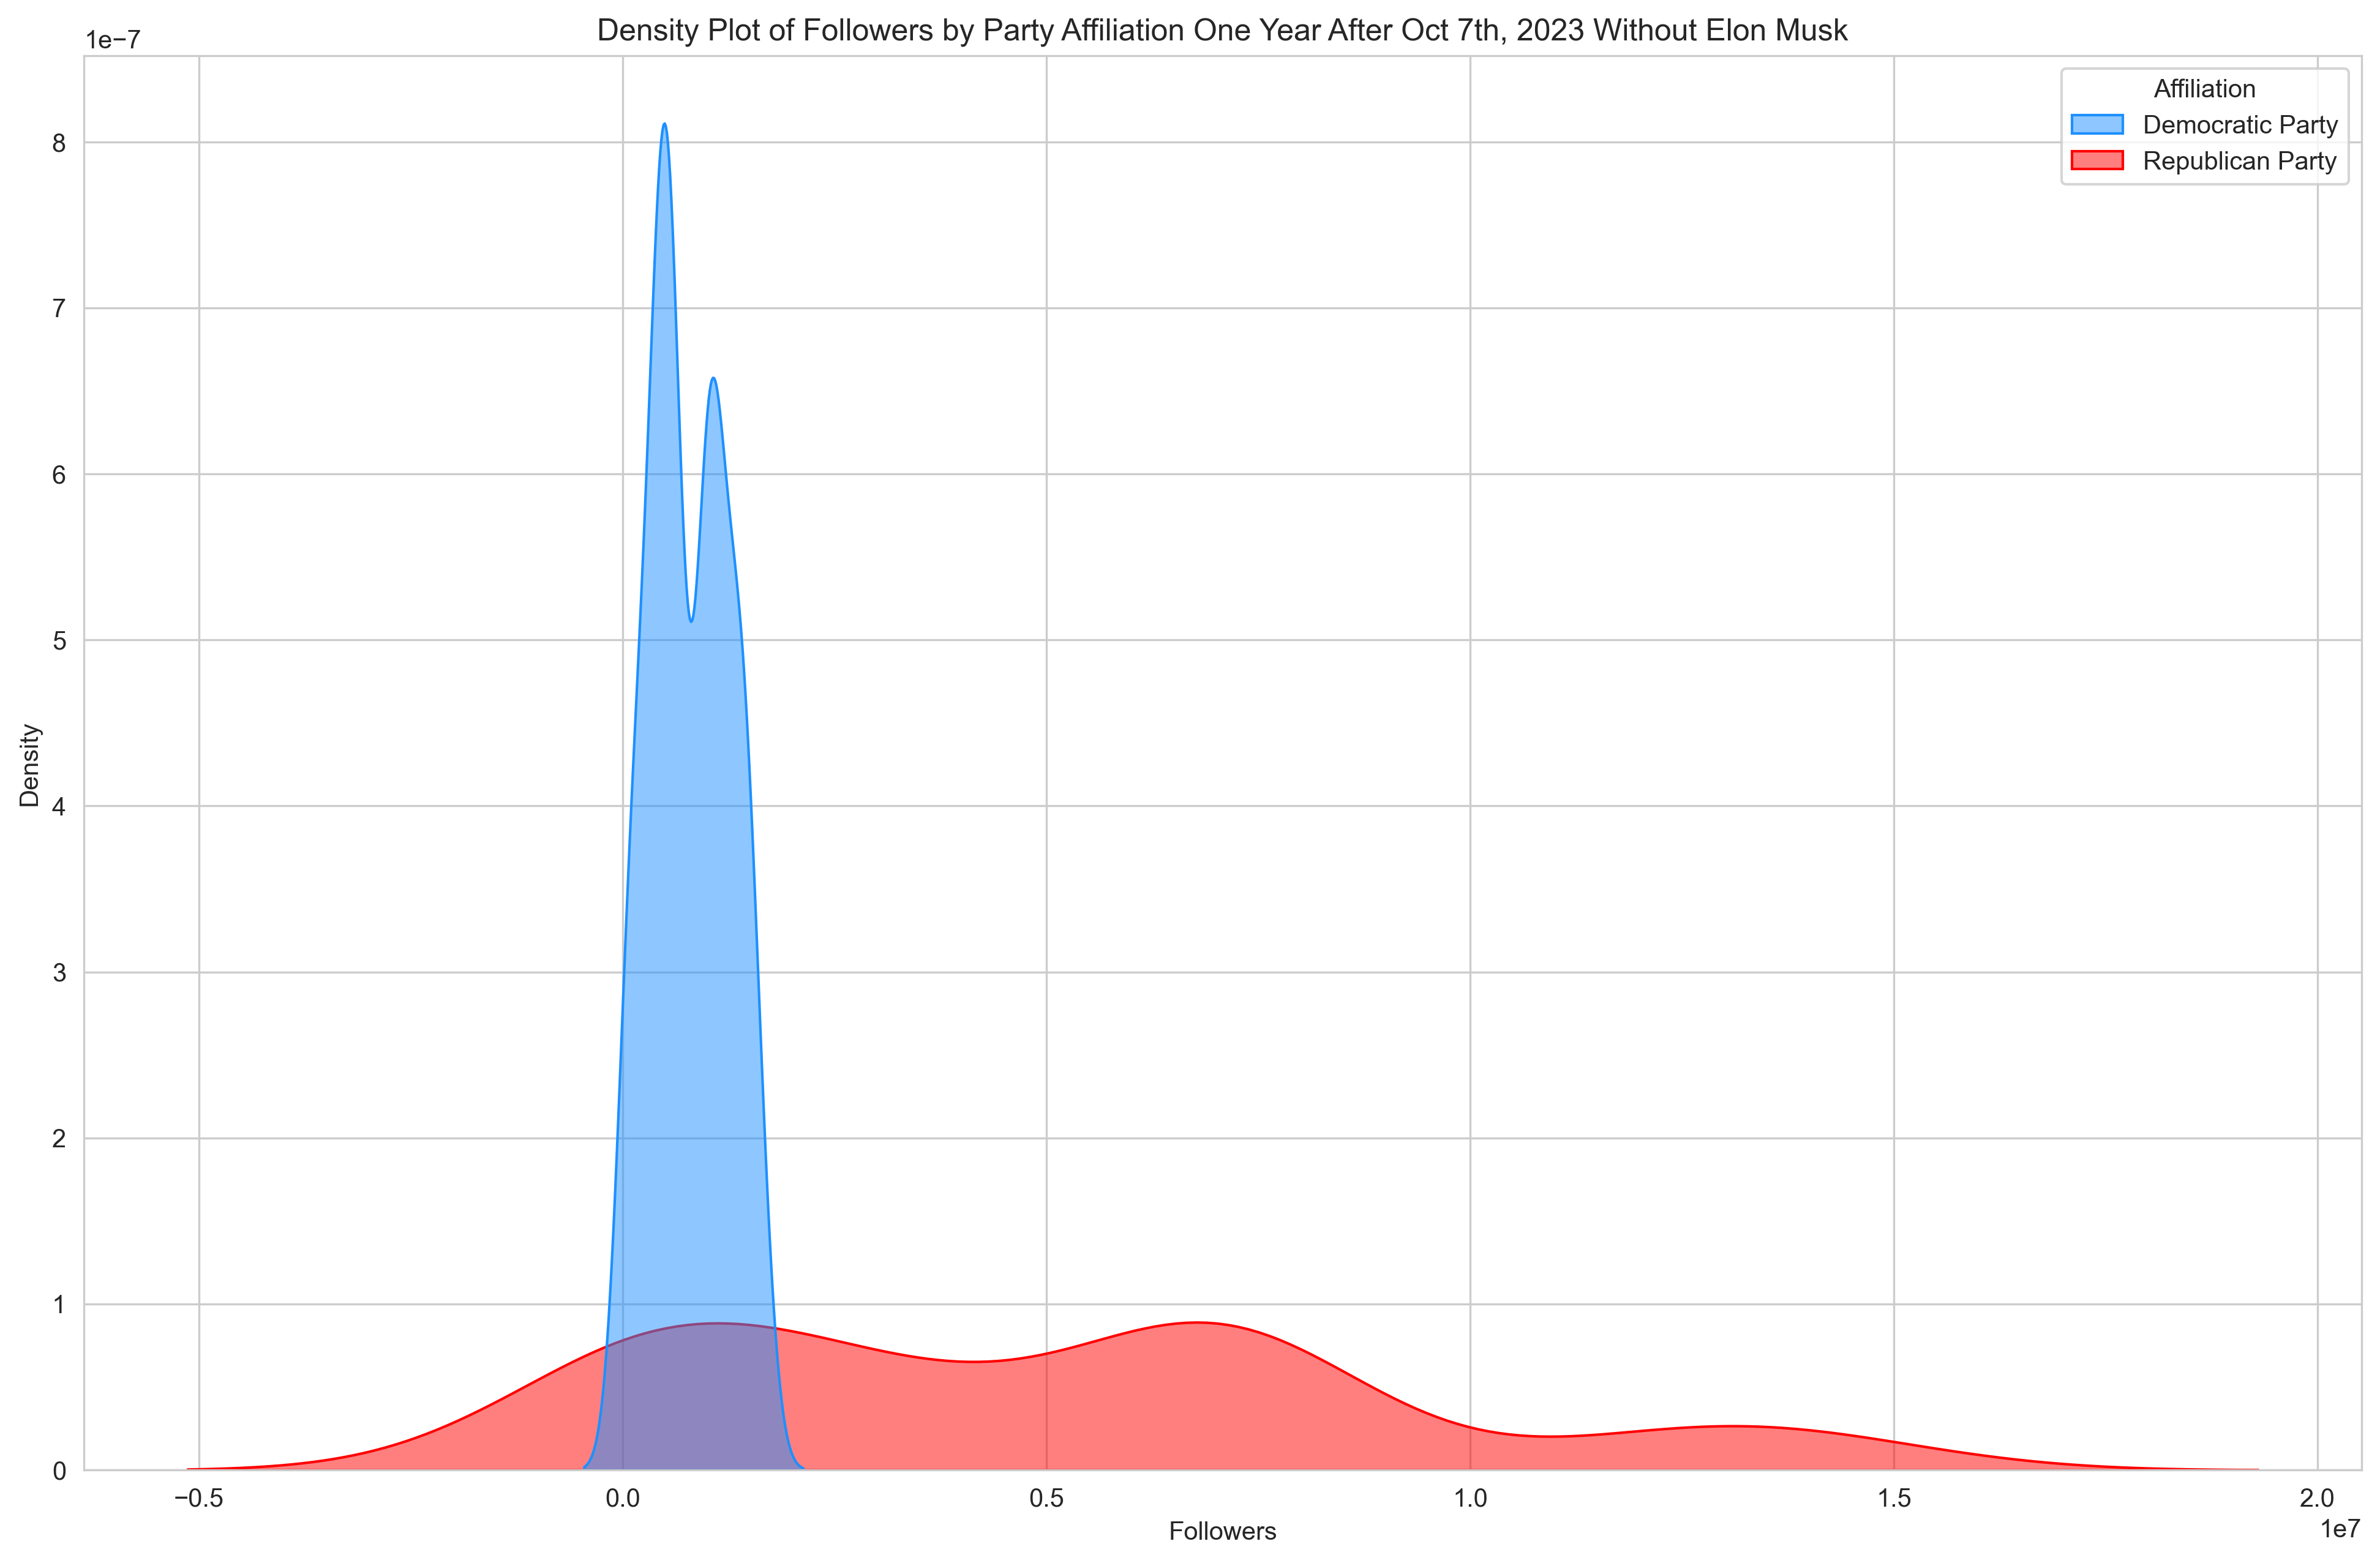 Density Plot of Followers by Party Affiliation One Year After Oct 7th, 2023 Without Elon Musk
1e−7
Affiliation
Democratic Party
Republican Party
8
7
6
5
4
3
2
1
0
Density
−0.5
0.0
0.5
1.0
1.5
2.0
Followers
1e7